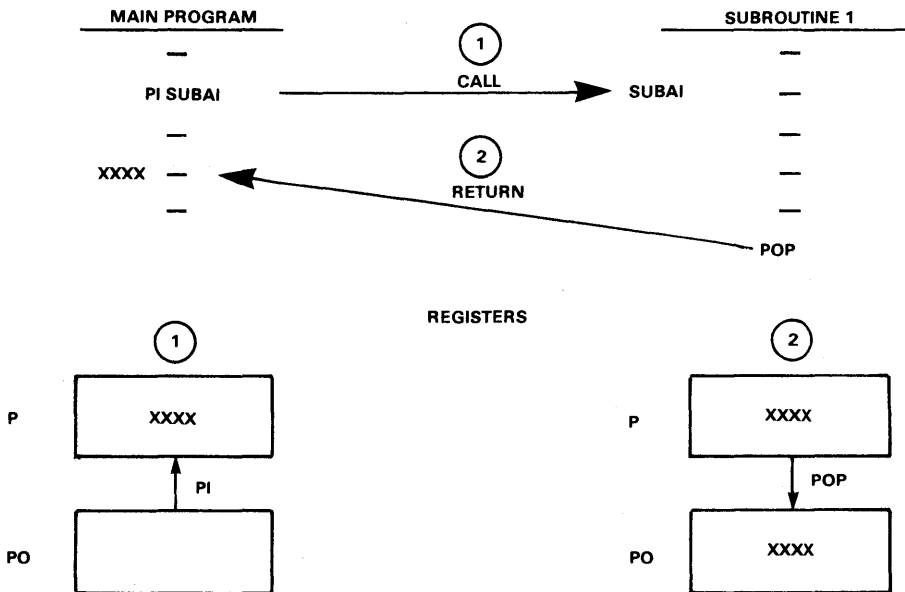 MAIN PROGRAM
SUBROUTINE 1
1
CALL
PI SUBAI
SUBAI
2
RETURN
XXXX
POP
REGISTERS
1
2
P
XXXX
P
XXXX
PI
POP
PO
PO
XXXX